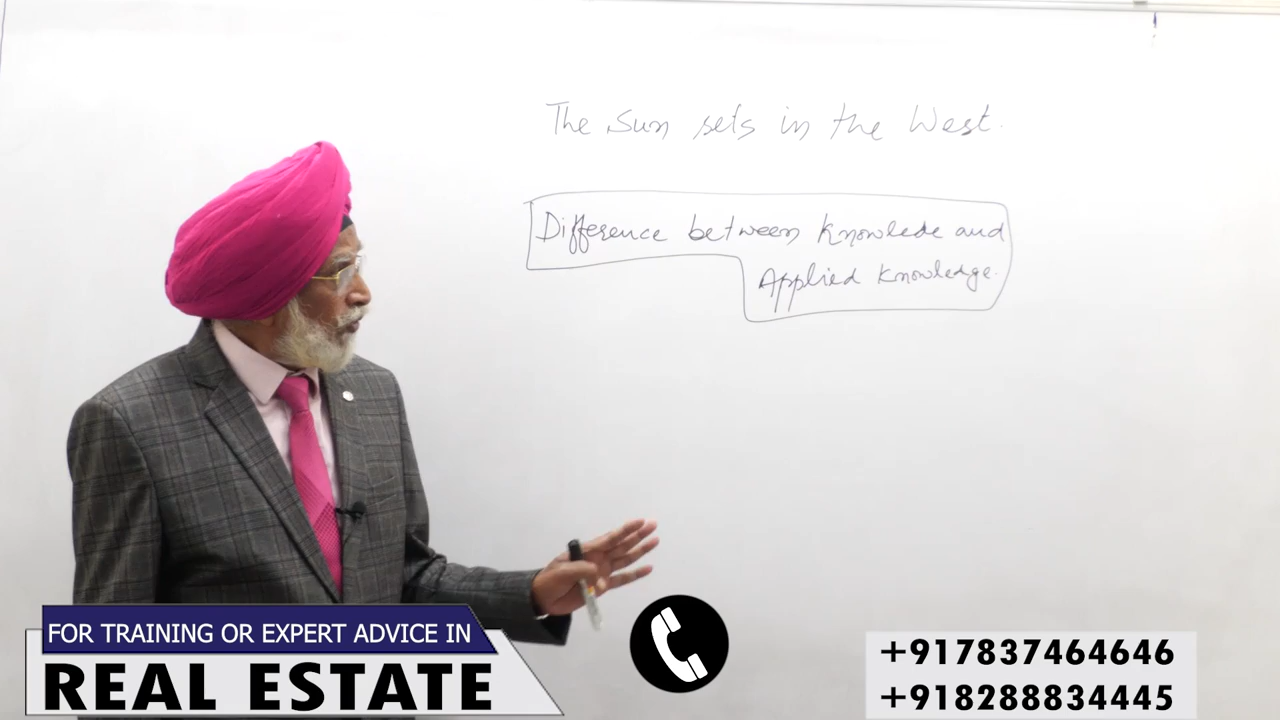 The Sun sets in the West.
Difference between Knowlede and
Applied Knowledge.
FOR TRAINING OR EXPERT ADVICE IN
REAL ESTATE
+917837464646
+918288834445